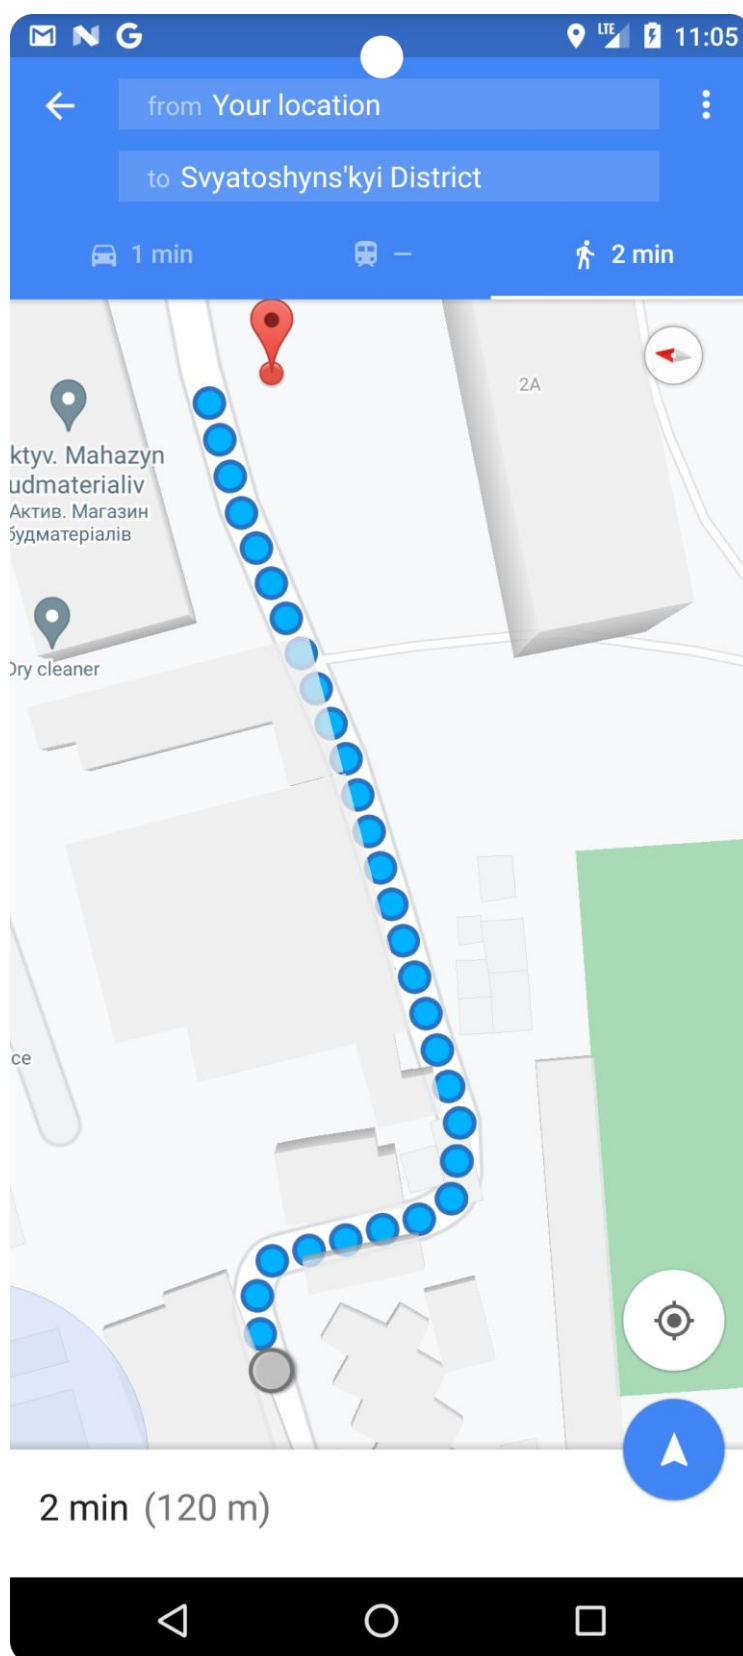 LTE 11:05
from Your location
to Svyatoshyns'kyi District
1 min – 2 min
2A
ktyv. Mahazyn
udmaterialiv
Актив. Магазин
будматеріалів
Dry cleaner
ce
2 min (120 m)